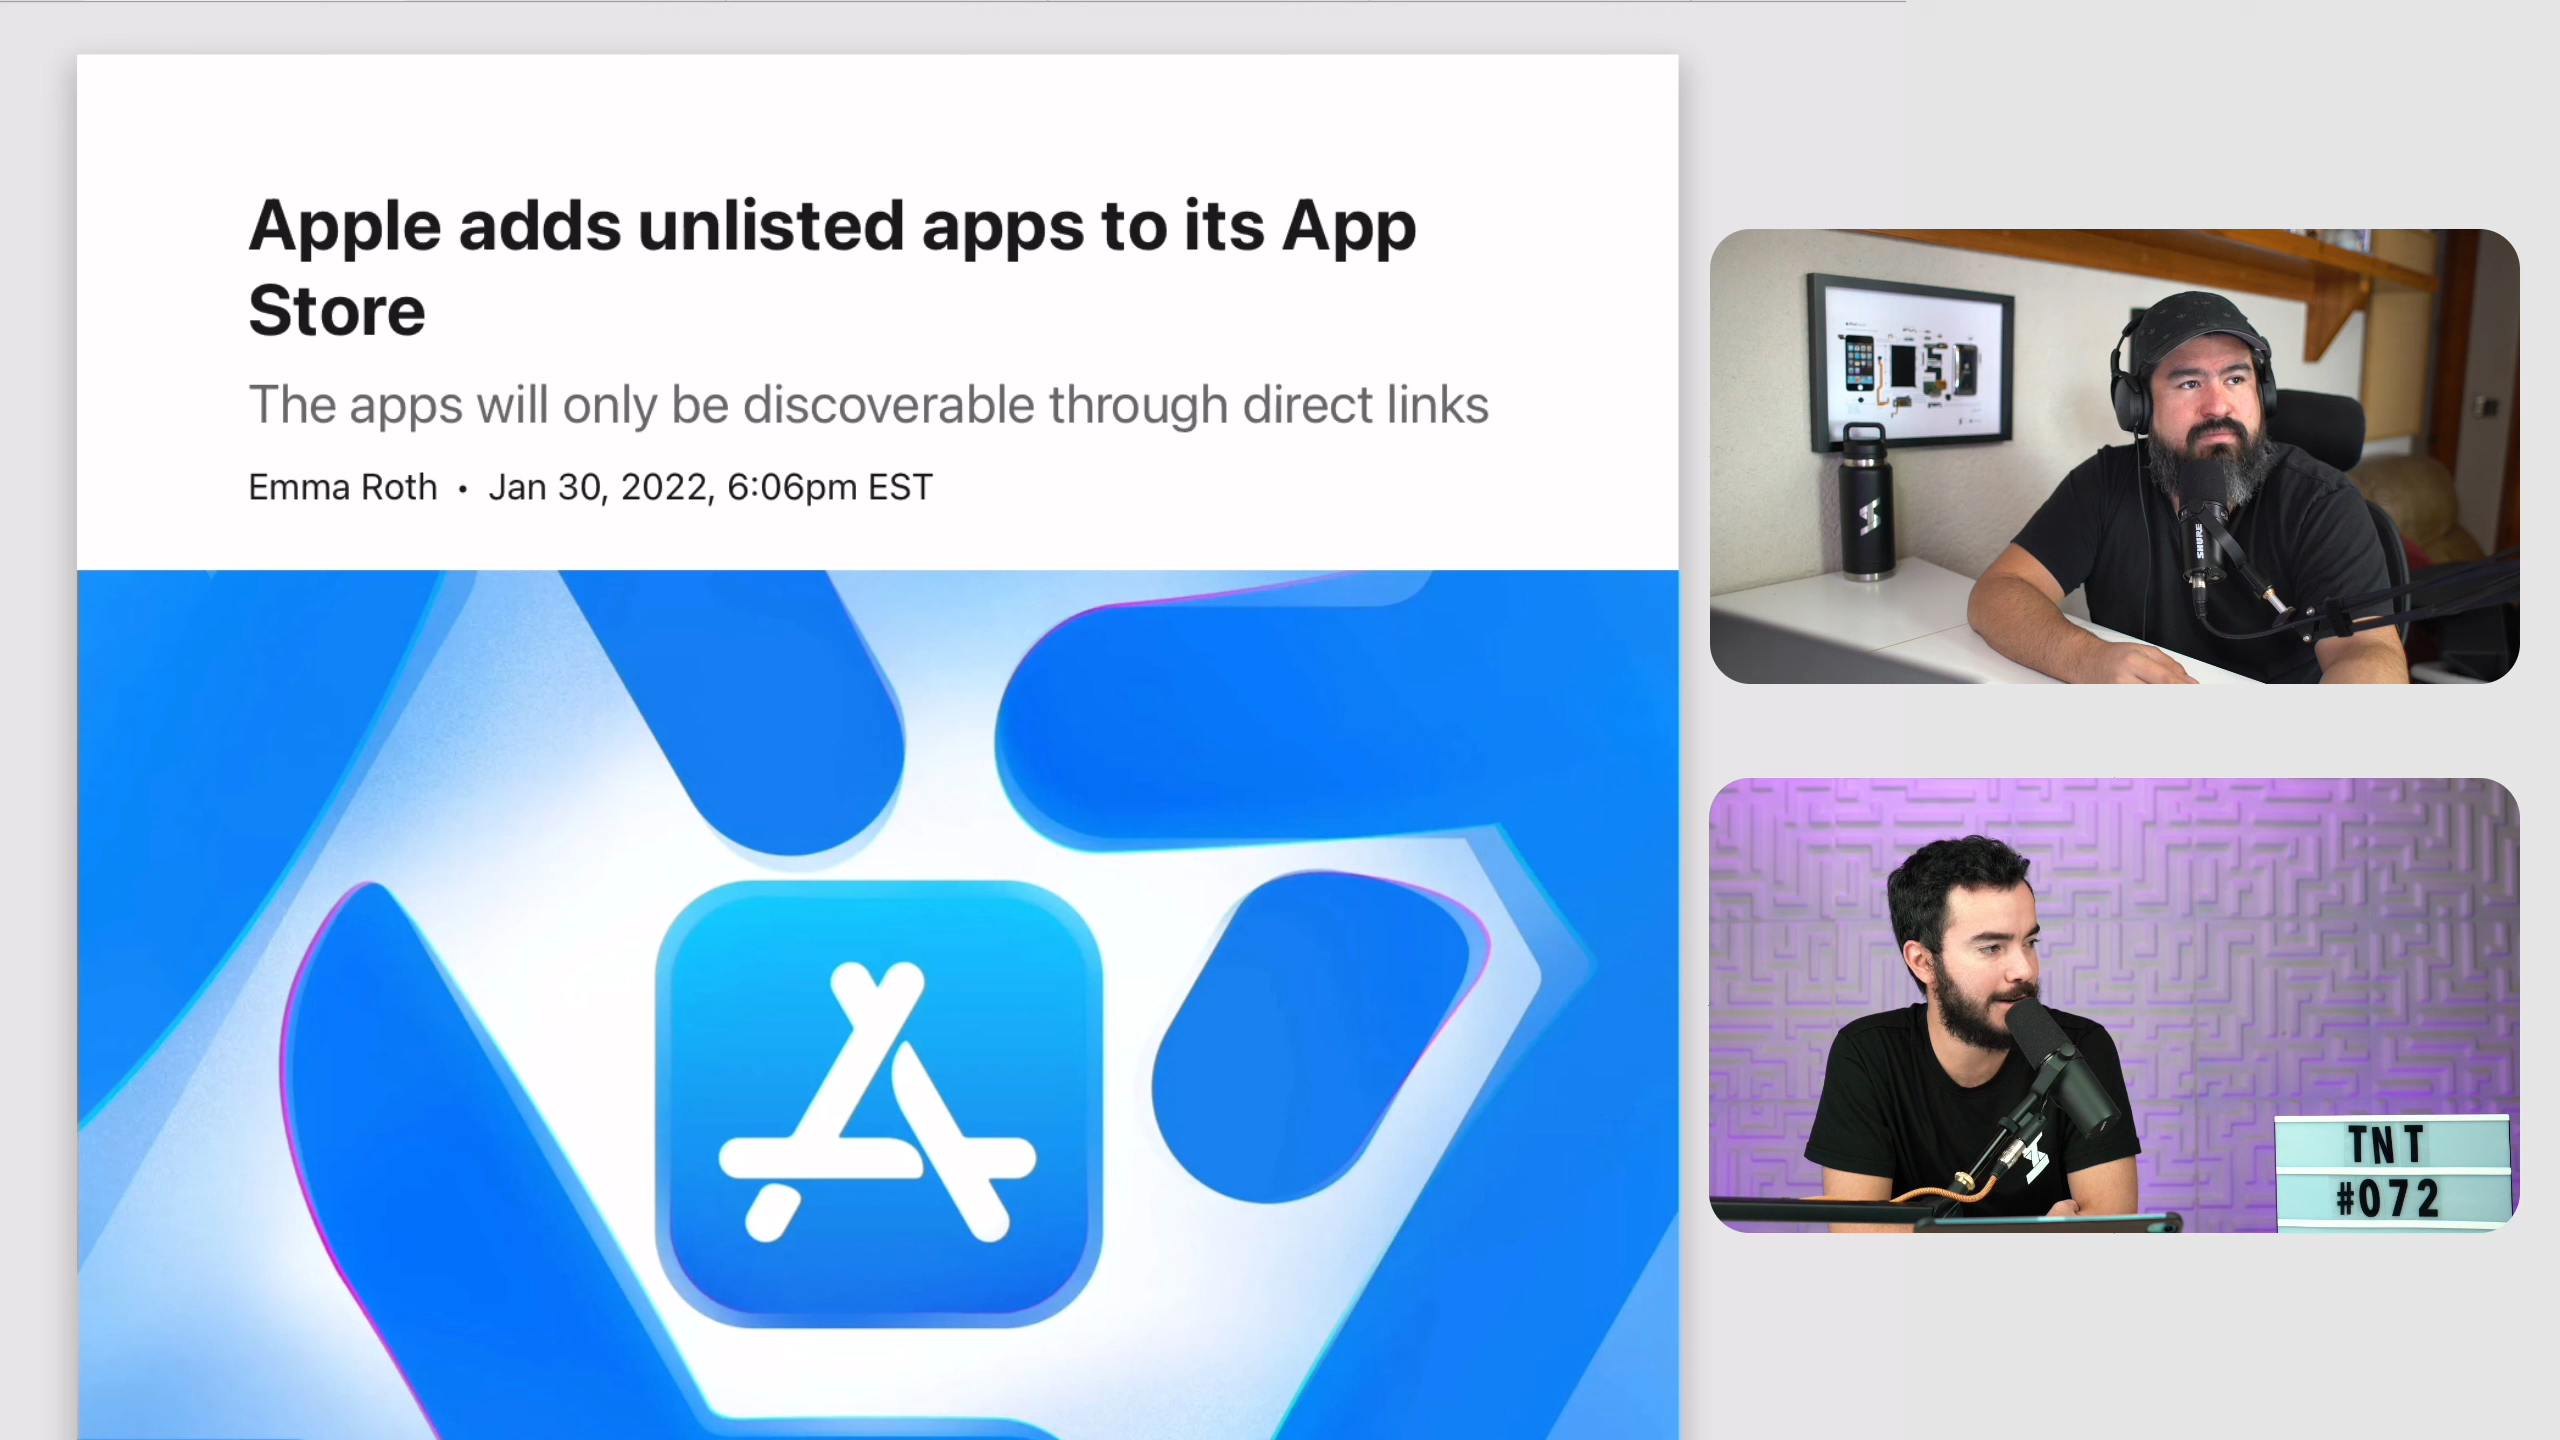 Apple adds unlisted apps to its App
Store
The apps will only be discoverable through direct links
Emma Roth • Jan 30, 2022, 6:06pm EST
SHURE
TNT
#072